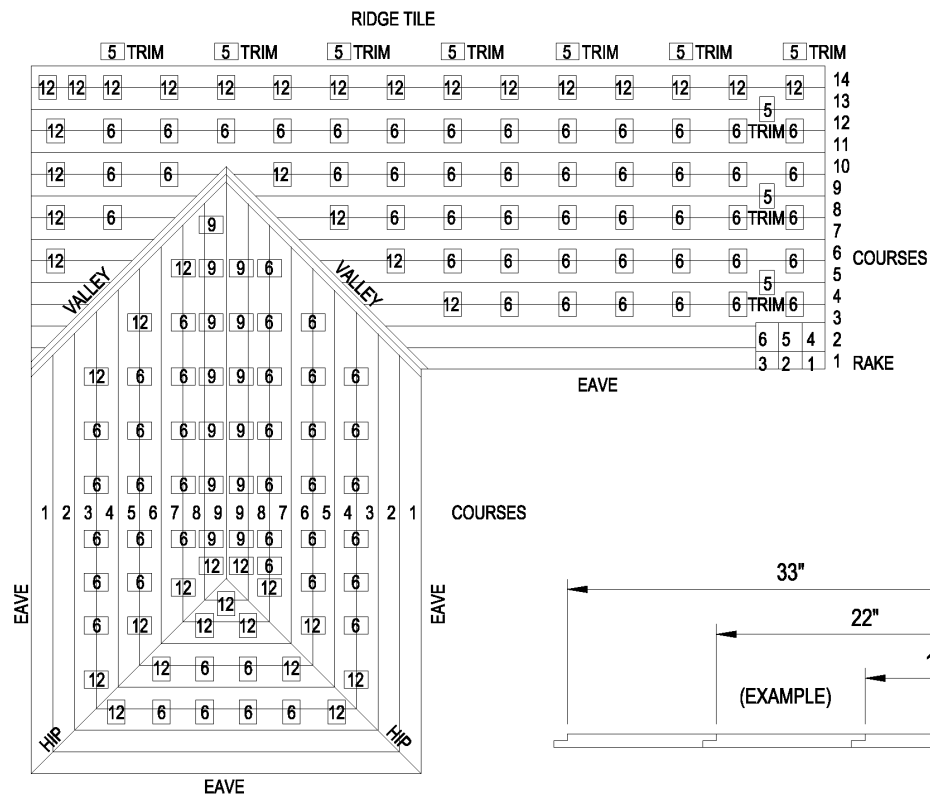 RIDGE TILE
5 TRIM 5 TRIM 5 TRIM 5 TRIM 5 TRIM 5 TRIM 5 TRIM
14
12 12 12 12 12 12 12 12 12 12 12 12 12 12
13
5
12
12 6 6 6 6 6 6 6 6 6 6 6 TRIM 6
11
10
12 6 6 12 6 6 6 6 6 6 6 6 6
9
5
8
12 6 9 12 6 6 6 6 6 6 6 TRIM 6
7
12 12 9 9 6 12 6 6 6 6 6 6 6 6 COURSES
VALLEY VALLEY
5
5
4
12 6 6 6 6 6 TRIM 6
3
12 6 9 9 6 6
6 5 4 2
3 2 1 1 RAKE
12 6 6 9 9 6 6 6
EAVE
6 6 6 9 9 6 6 6
6 6 6 9 9 6 6 6
1 2 3 4 5 6 7 8 9 9 8 7 6 5 4 3 2 1 COURSES
6 6 6 9 9 6 6 6
12 12 6
33"
6 6 12 12 6 6
EAVE EAVE
12
22"
6 12 12 12 12 6
12 6 6 12
12 12
(EXAMPLE)
12 6 6 6 6 12
HIP HIP
EAVE